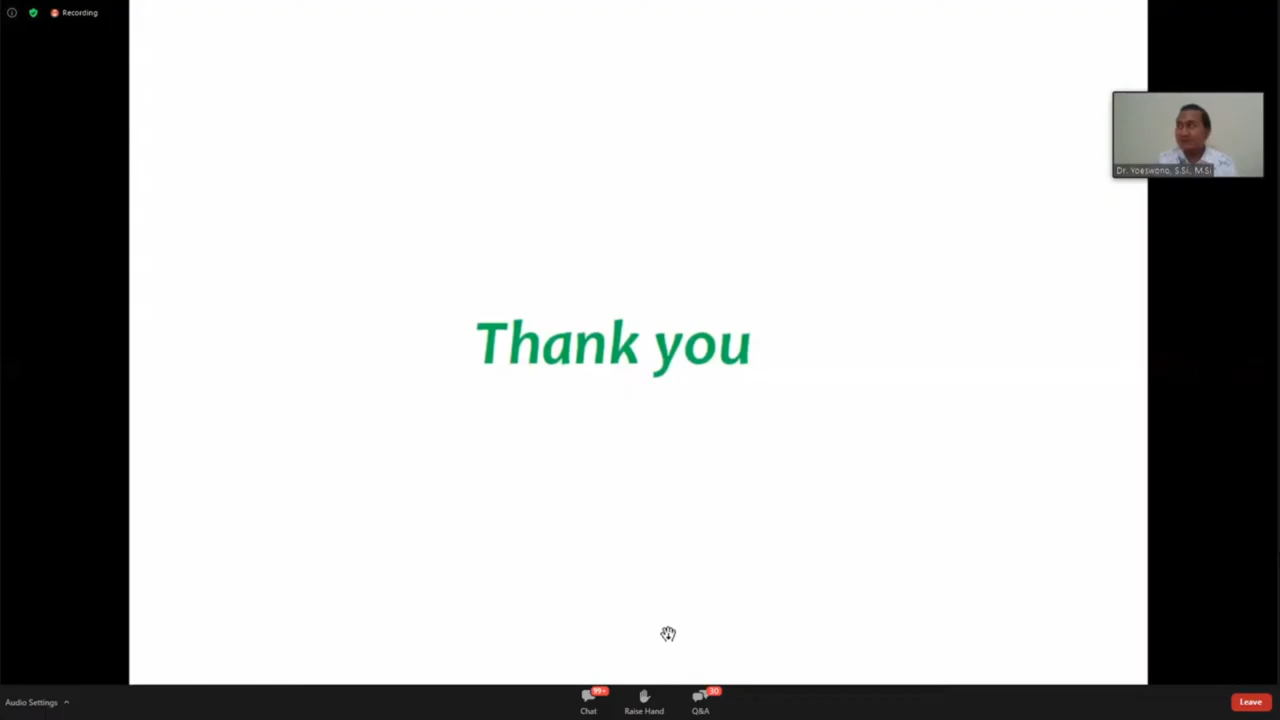 Recording
Dr. Yoeswono, S.Si, M.Si
Thank you
99+
30
Audio Settings
Chat
Raise Hand
Q&A
Leave